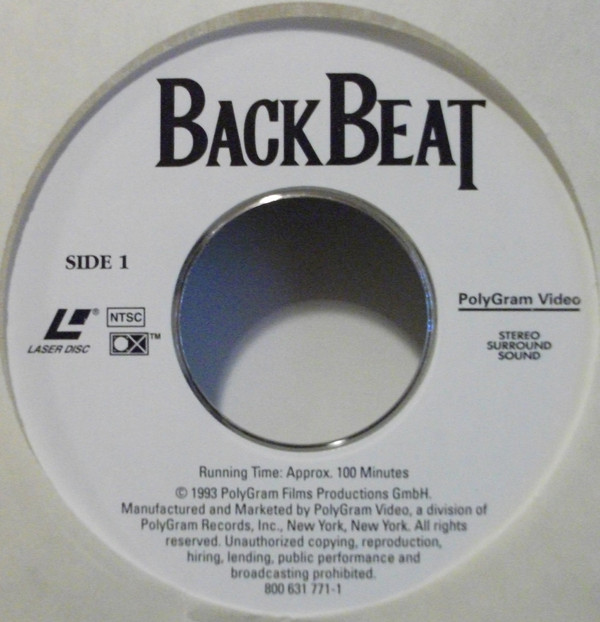 BACKBEAT
SIDE 1
LASER DISC
®
NTSC
CX™
PolyGram Video
STEREO
SURROUND
SOUND
Running Time: Approx. 100 Minutes
© 1993 PolyGram Films Productions GmbH.
Manufactured and Marketed by PolyGram Video, a division of
PolyGram Records, Inc., New York, New York. All rights
reserved. Unauthorized copying, reproduction,
hiring, lending, public performance and
broadcasting prohibited.
800 631 771-1